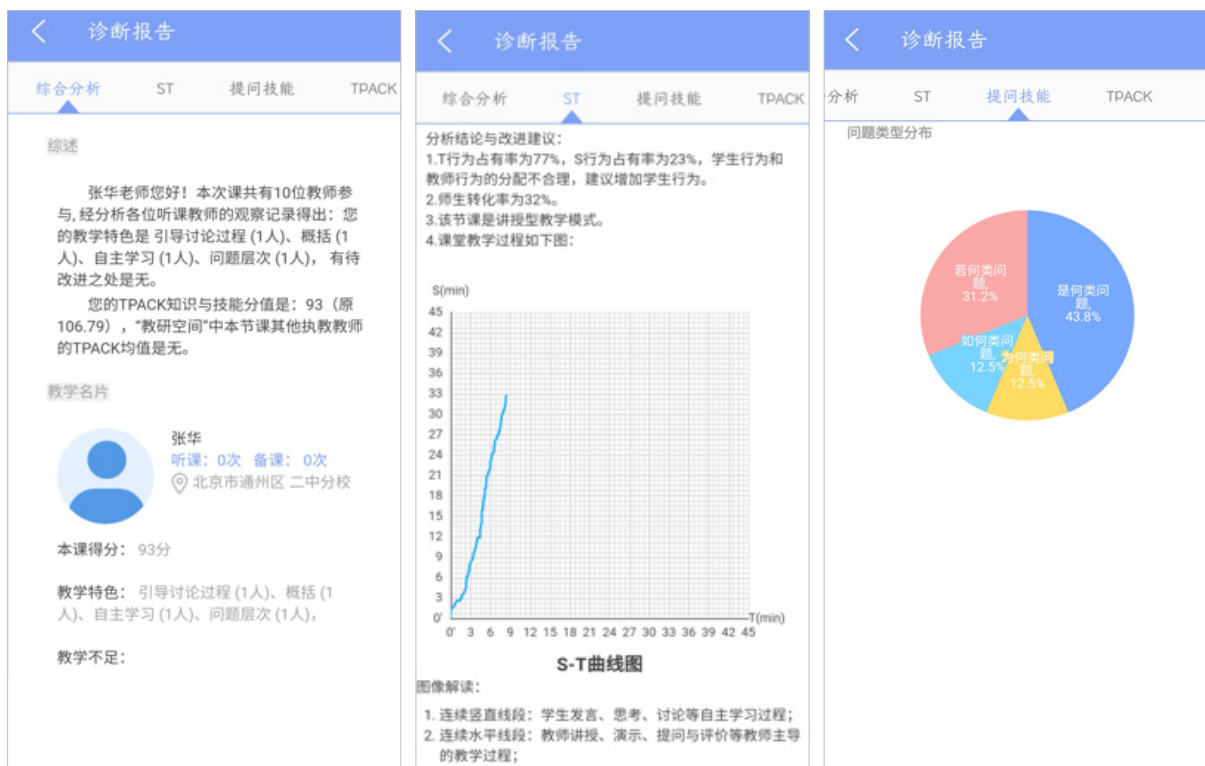 诊断报告
综合分析 ST 提问技能 TPACK
综述
张华老师您好！本次课共有10位教师参
与, 经分析各位听课教师的观察记录得出：您
的教学特色是 引导讨论过程 (1人)、概括 (1
人)、自主学习 (1人)、问题层次 (1人)， 有待
改进之处是无。
您的TPACK知识与技能分值是：93（原
106.79），“教研空间”中本节课其他执教教师
的TPACK均值是无。
教学名片
张华
听课：0次 备课：0次
北京市通州区 二中分校
本课得分： 93分
教学特色： 引导讨论过程 (1人)、概括 (1
人)、自主学习 (1人)、问题层次 (1人)，
教学不足：
诊断报告
综合分析 ST 提问技能 TPACK
分析结论与改进建议：
1.T行为占有率为77%，S行为占有率为23%，学生行为和
教师行为的分配不合理，建议增加学生行为。
2.师生转化率为32%。
3.该节课是讲授型教学模式。
4.课堂教学过程如下图：
S(min)
45
42
39
36
33
30
27
24
21
18
15
12
9
6
3
0'
T(min)
0' 3 6 9 12 15 18 21 24 27 30 33 36 39 42 45
S-T曲线图
图像解读：
1. 连续竖直线段：学生发言、思考、讨论等自主学习过程；
2. 连续水平线段：教师讲授、演示、提问与评价等教师主导
的教学过程；
诊断报告
分析 ST 提问技能 TPACK
问题类型分布
若何类问
题,
31.2%
是何类问
题,
43.8%
如何类问
题,
12.5%
为何类问
题,
12.5%